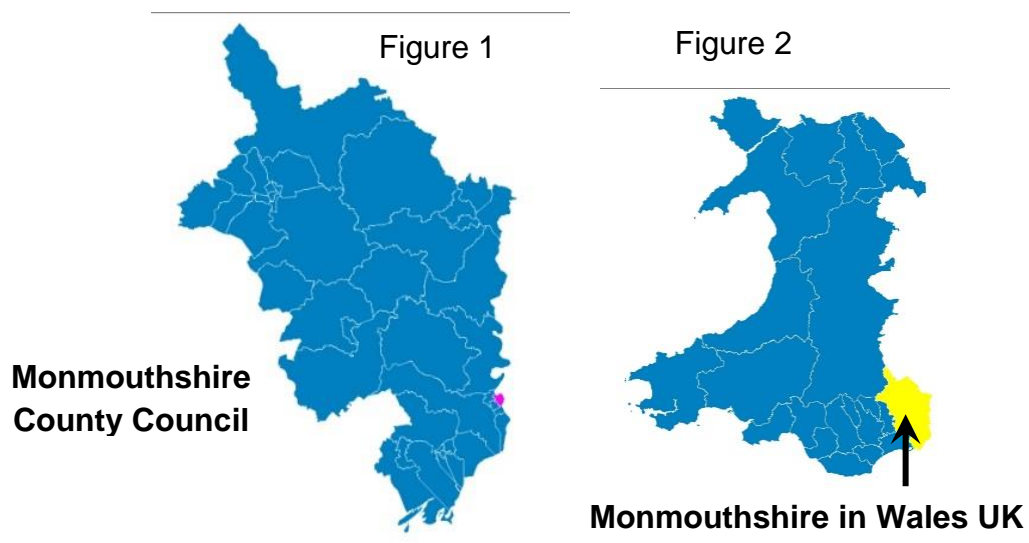 Figure 1
Figure 2
Monmouthshire
County Council
Monmouthshire in Wales UK